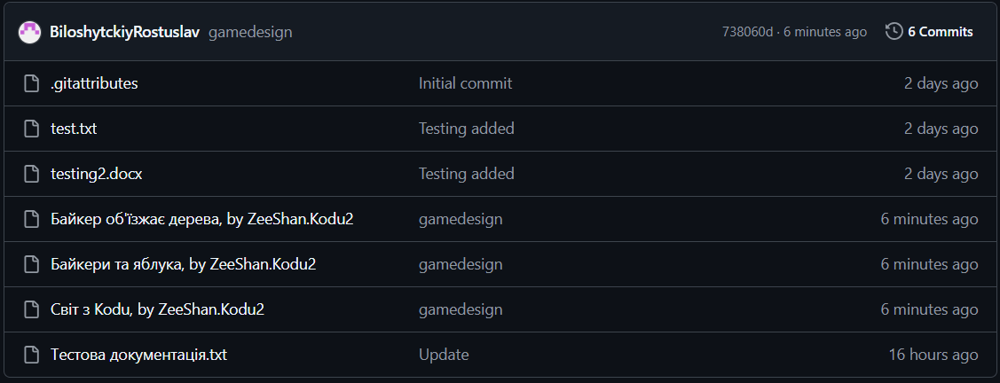 BiloshytckiyRostuslav gamedesign 738060d · 6 minutes ago 6 Commits
.gitattributes Initial commit 2 days ago
test.txt Testing added 2 days ago
testing2.docx Testing added 2 days ago
Байкер об'їзжає дерева, by ZeeShan.Kodu2 gamedesign 6 minutes ago
Байкери та яблука, by ZeeShan.Kodu2 gamedesign 6 minutes ago
Світ з Kodu, by ZeeShan.Kodu2 gamedesign 6 minutes ago
Тестова документація.txt Update 16 hours ago